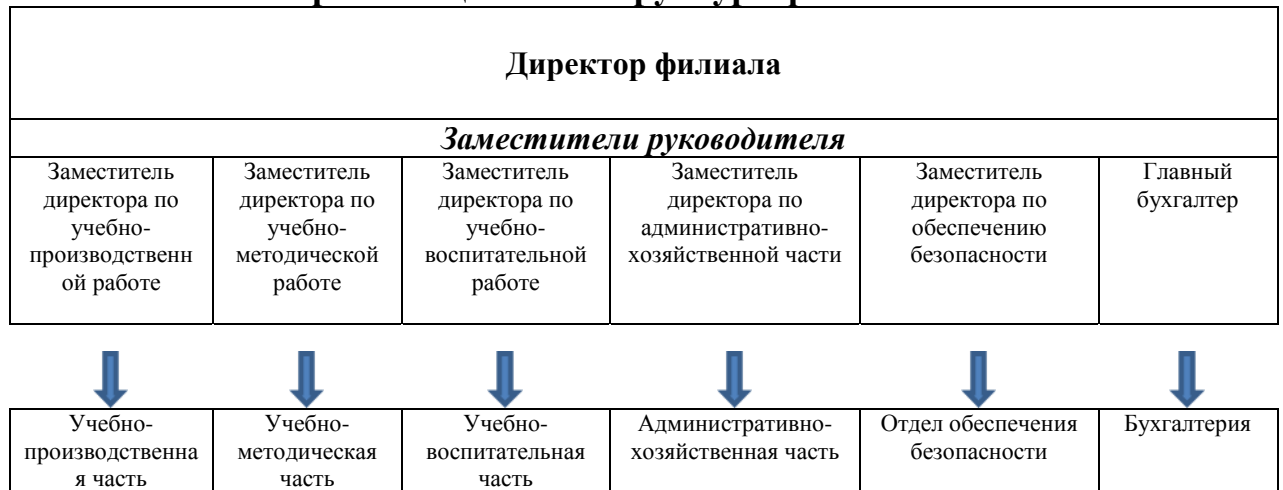 Директор филиала
Заместители руководителя
Заместитель
директора по
учебно-
производственн
ой работе
Заместитель
директора по
учебно-
методической
работе
Заместитель
директора по
учебно-
воспитательной
работе
Заместитель
директора по
административно-
хозяйственной части
Заместитель
директора по
обеспечению
безопасности
Главный
бухгалтер
Учебно-
производственна
я часть
Учебно-
методическая
часть
Учебно-
воспитательная
часть
Административно-
хозяйственная часть
Отдел обеспечения
безопасности
Бухгалтерия